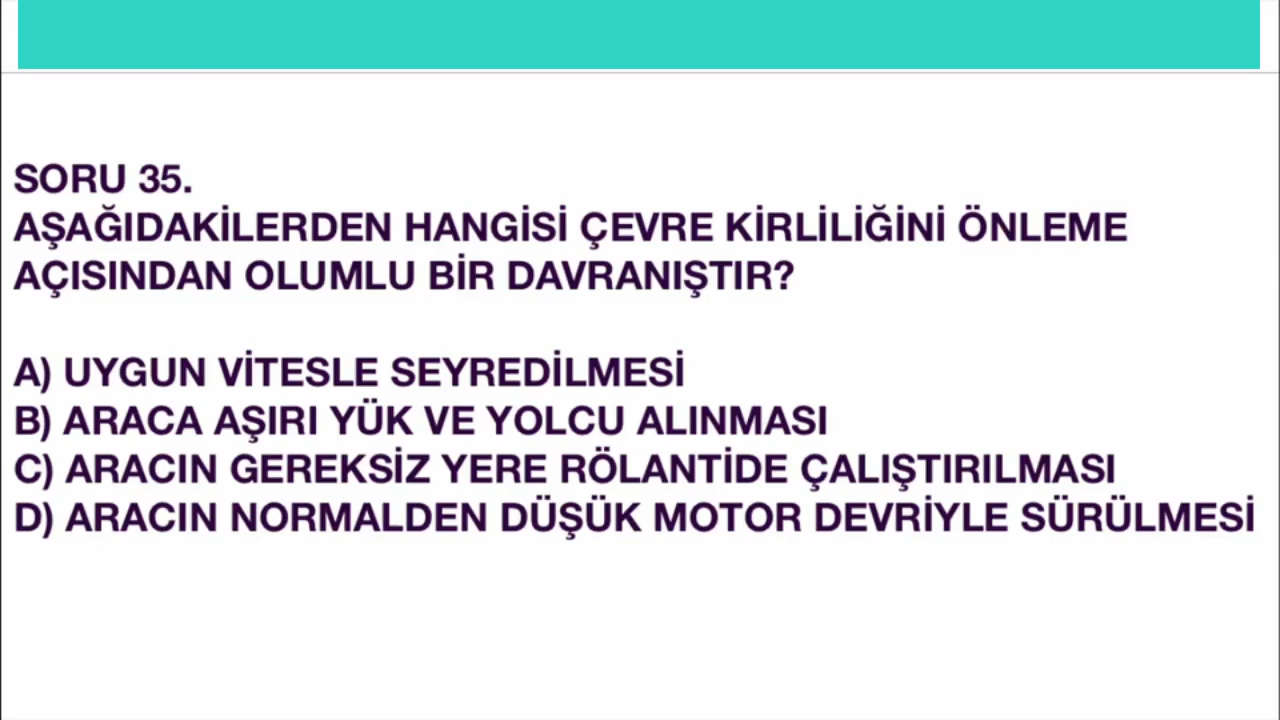 SORU 35.
AŞAĞIDAKİLERDEN HANGİSİ ÇEVRE KİRLİLİĞİNİ ÖNLEME
AÇISINDAN OLUMLU BİR DAVRANIŞTIR?
A) UYGUN VİTESLE SEYREDİLMESİ
B) ARACA AŞIRI YÜK VE YOLCU ALINMASI
C) ARACIN GEREKSİZ YERE RÖLANTİDE ÇALIŞTIRILMASI
D) ARACIN NORMALDEN DÜŞÜK MOTOR DEVRİYLE SÜRÜLMESİ